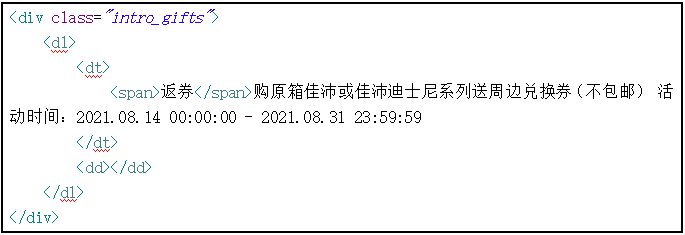 <div class="intro_gifts">
<dl>
<dt>
<span>返券</span>购原箱佳沛或佳沛迪士尼系列送周边兑换券（不包邮） 活
动时间：2021.08.14 00:00:00 - 2021.08.31 23:59:59
</dt>
<dd></dd>
</dl>
</div>